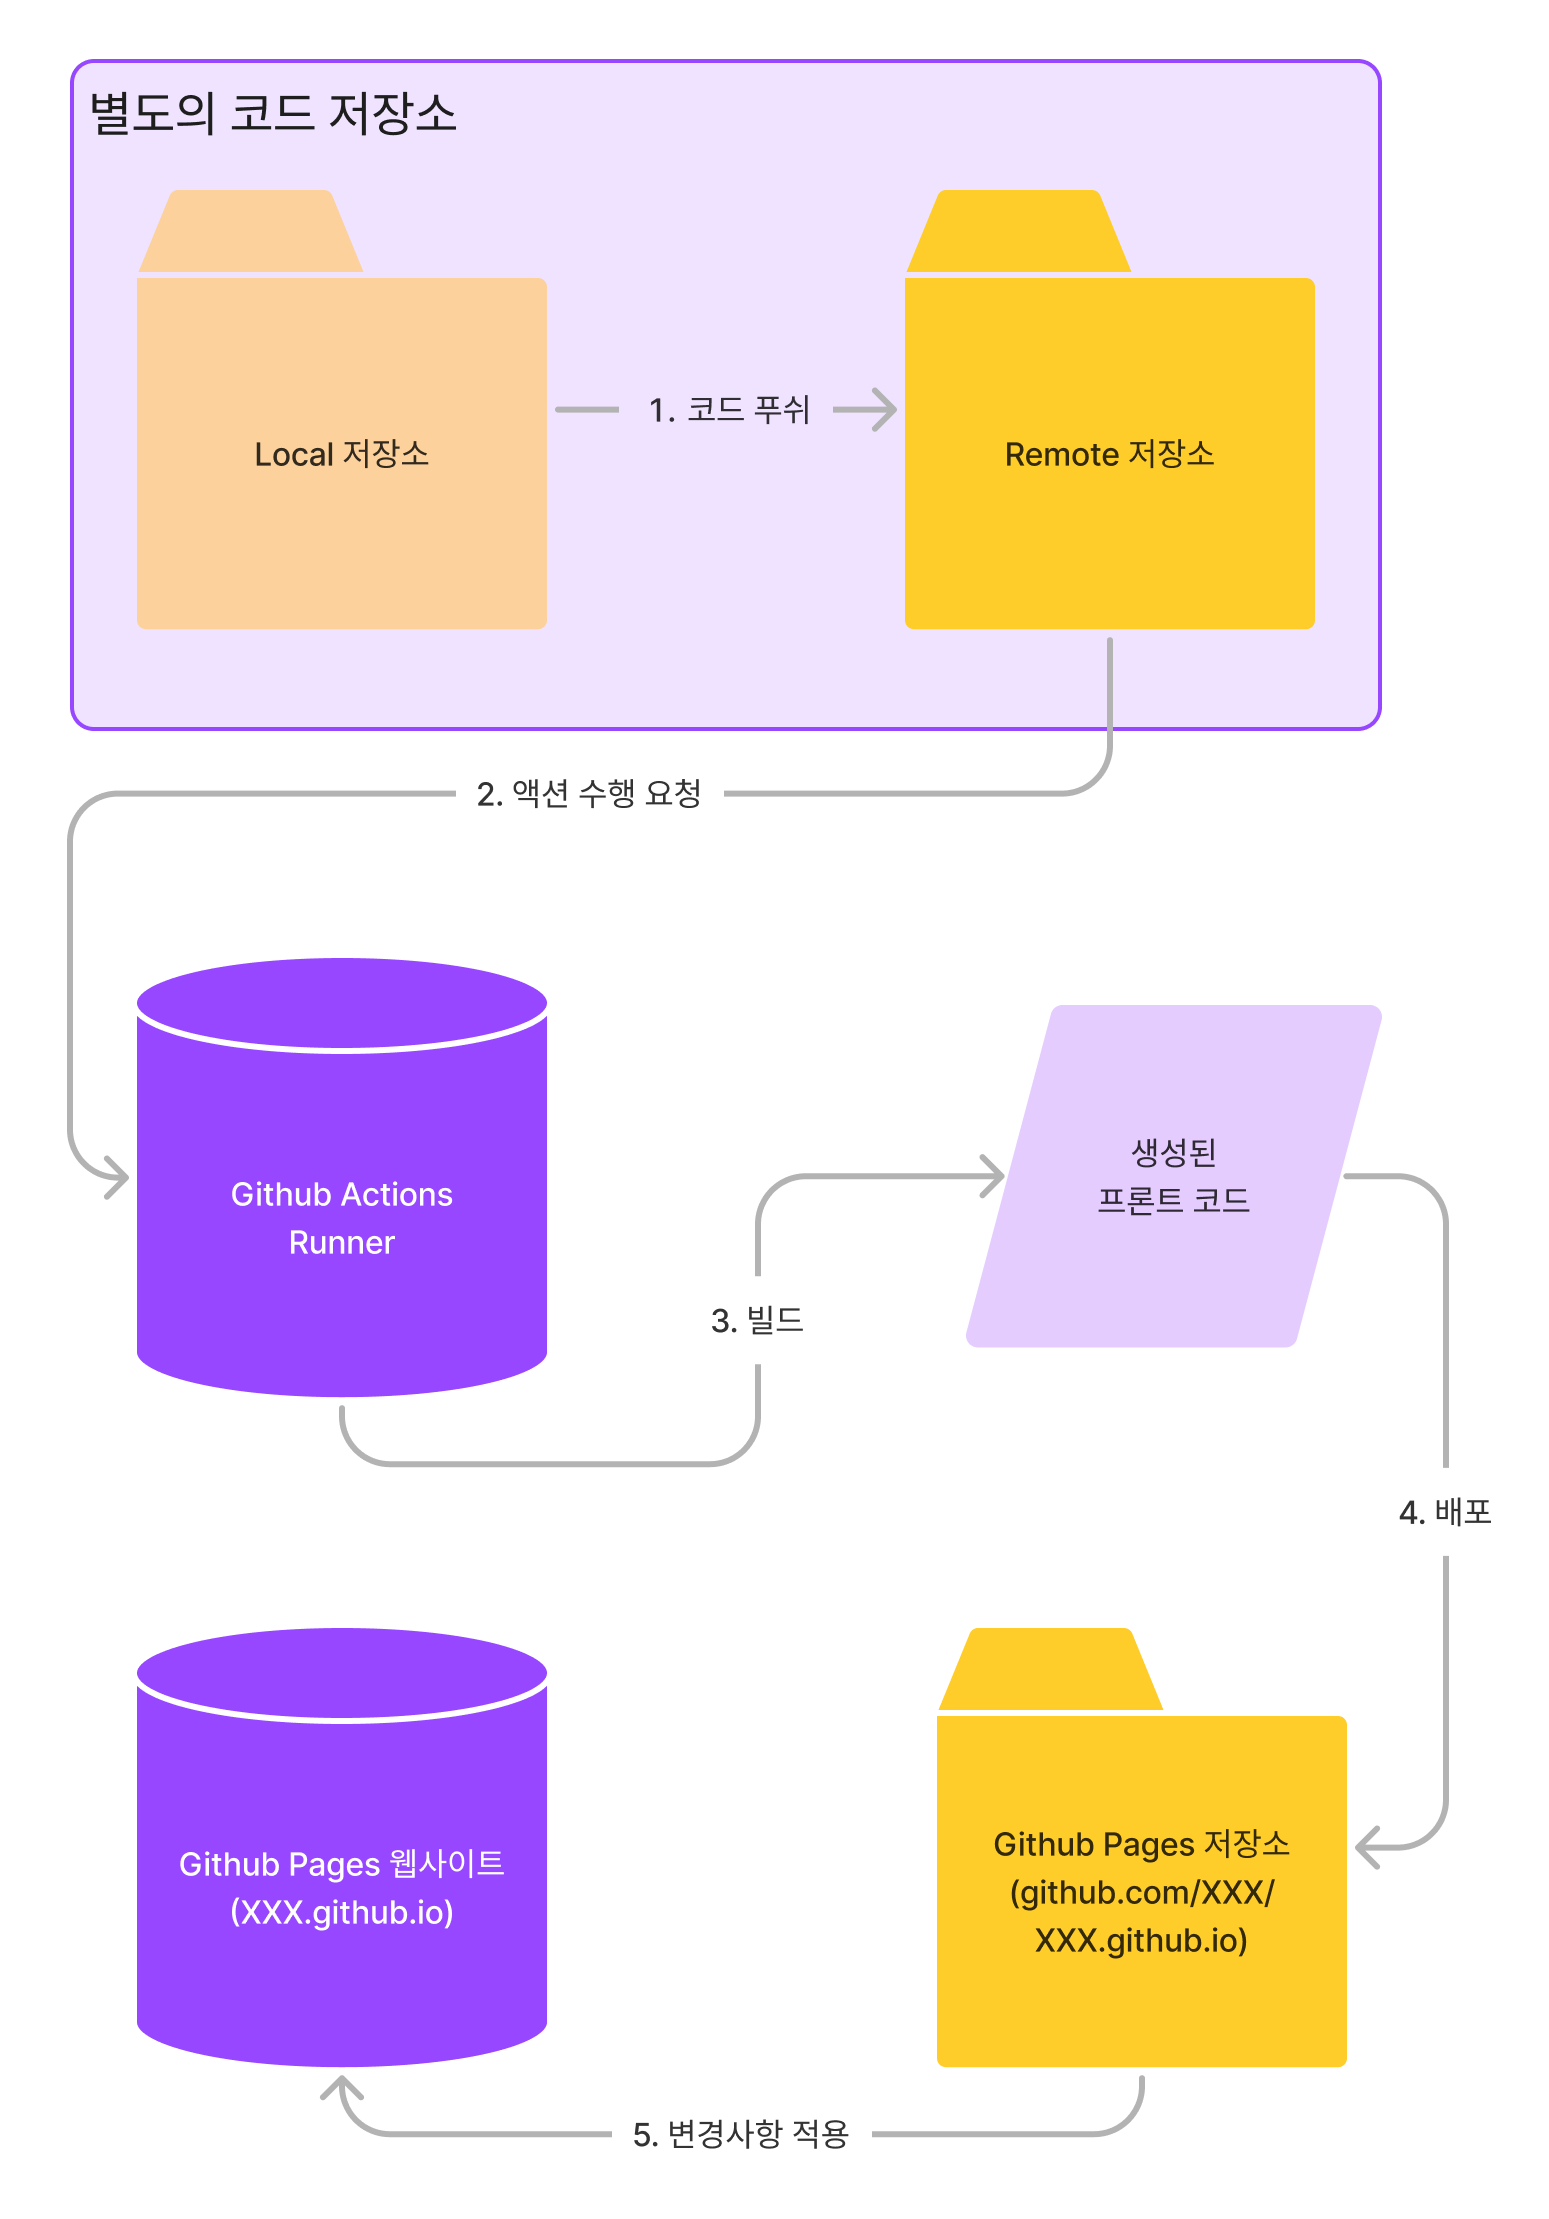 별도의 코드 저장소
Local 저장소
1. 코드 푸쉬
Remote 저장소
2. 액션 수행 요청
Github Actions
Runner
3. 빌드
생성된
프론트 코드
4. 배포
Github Pages 저장소
(github.com/XXX/
XXX.github.io)
5. 변경사항 적용
Github Pages 웹사이트
(XXX.github.io)